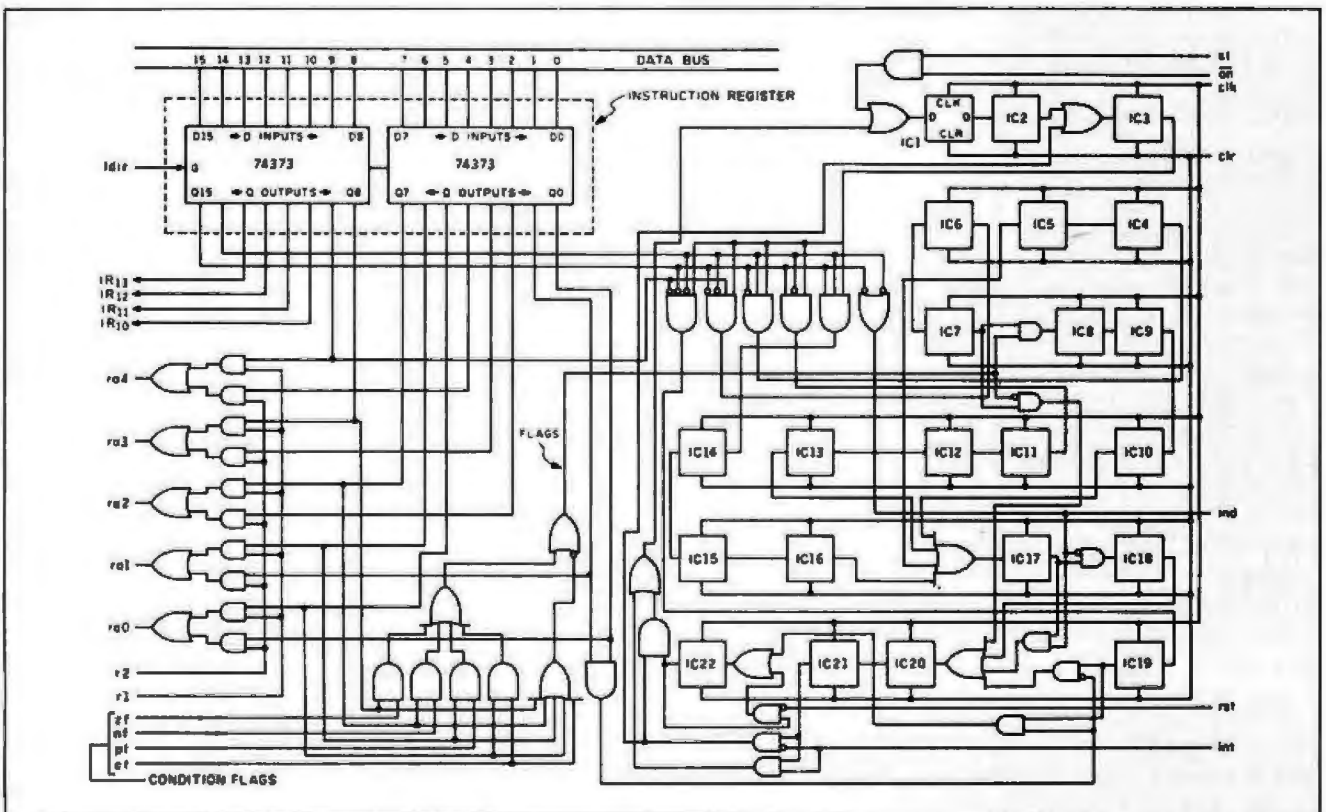 15 14 13 12 11 10 9 8 7 6 5 4 3 2 1 0 DATA BUS
INSTRUCTION REGISTER
D15 D INPUTS D8 D7 D INPUTS D0
74373 74373
ldir G
Q15 Q OUTPUTS Q8 Q7 Q OUTPUTS Q0
IR13
IR12
IR11
IR10
ra4
ra3
ra2
ra1
ra0
r2
r1
zf
nf
pf
cf
CONDITION FLAGS
FLAGS
on
clk
CLK
D Q
CLR
IC1 IC2 IC3
clr
IC6 IC5 IC4
IC7 IC8 IC9
IC14 IC13 IC12 IC11 IC10
ind
IC15 IC16 IC17 IC18
IC22 IC21 IC20 IC19
rst
int